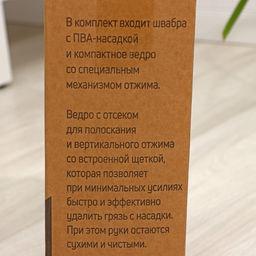 В комплект входит швабра
с ПВА-насадкой
и компактное ведро
со специальным
механизмом отжима.
Ведро с отсеком
для полоскания
и вертикального отжима
со встроенной щеткой,
которая позволяет
при минимальных усилиях
быстро и эффективно
удалить грязь с насадки.
При этом руки остаются
сухими и чистыми.